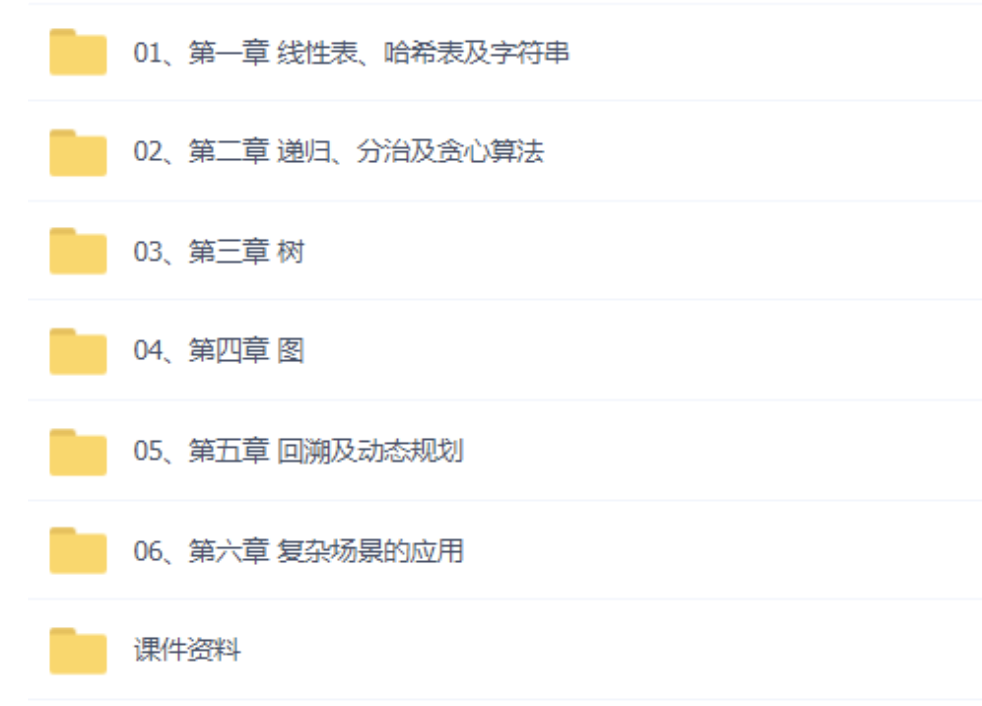 01、第一章 线性表、哈希表及字符串
02、第二章 递归、分治及贪心算法
03、第三章 树
04、第四章 图
05、第五章 回溯及动态规划
06、第六章 复杂场景的应用
课件资料